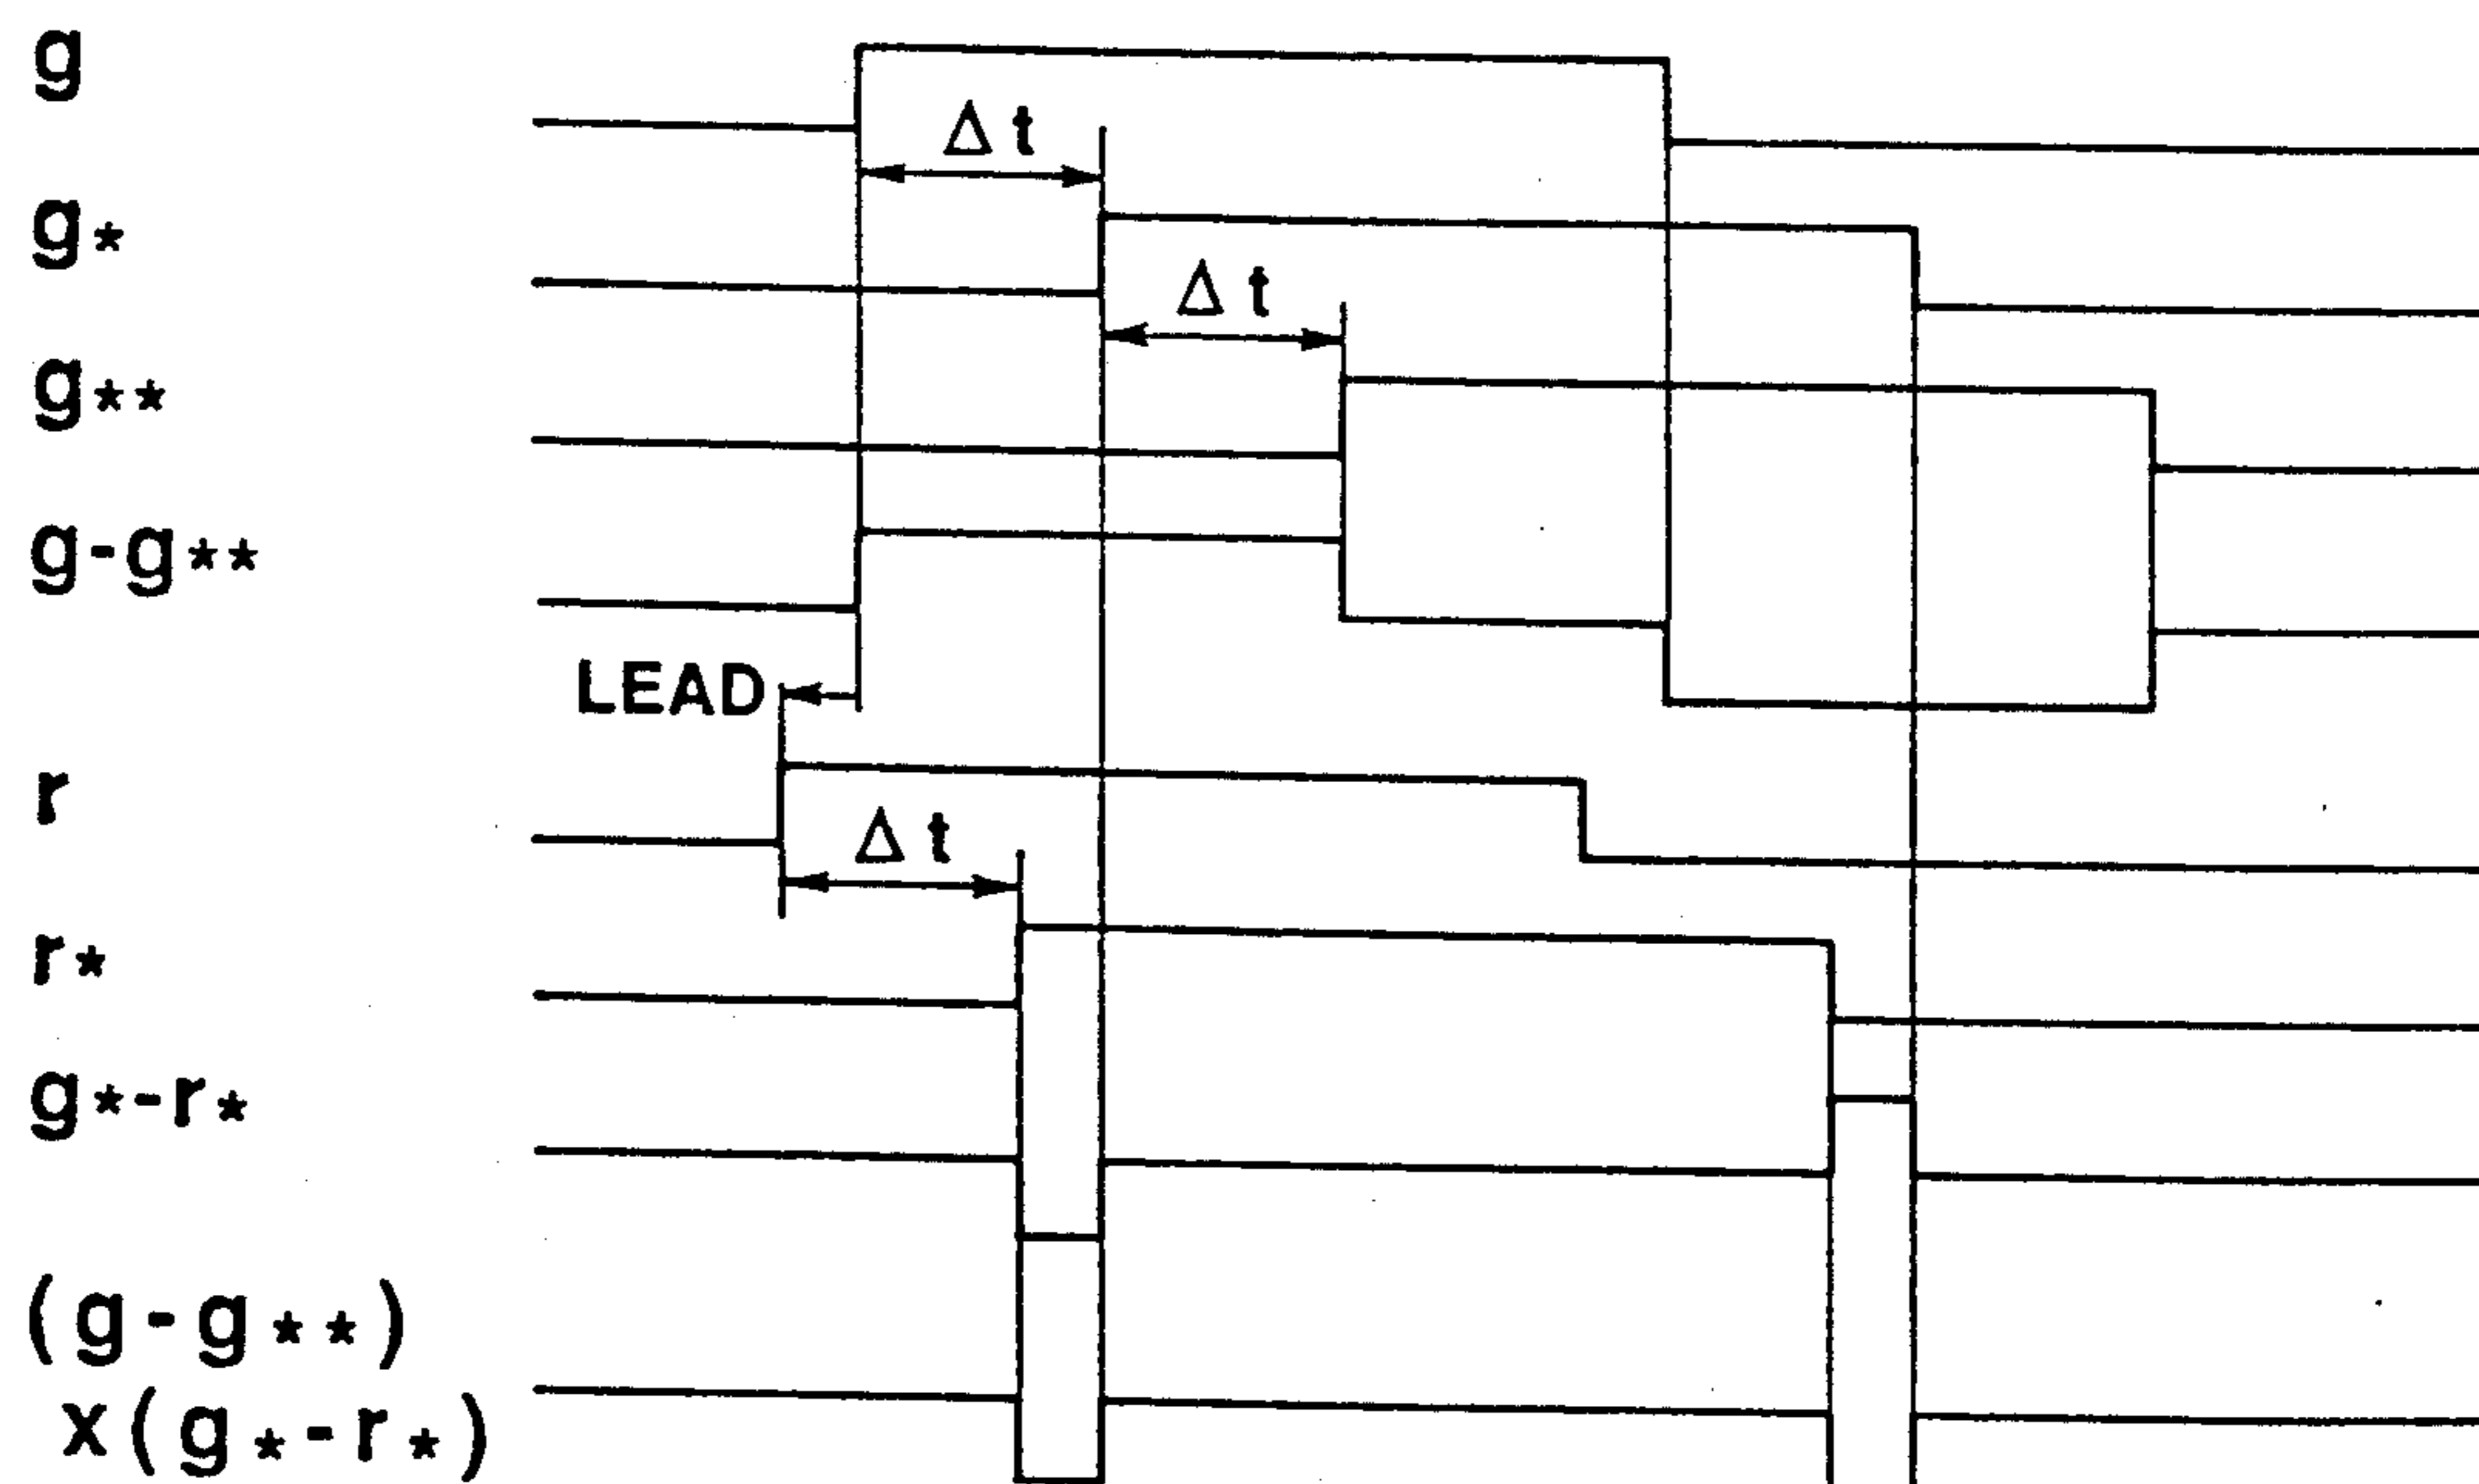 g
Δt
g*
Δt
g**
g-g**
LEAD
r
Δt
r*
g*-r*
(g-g**)
x(g*-r*)